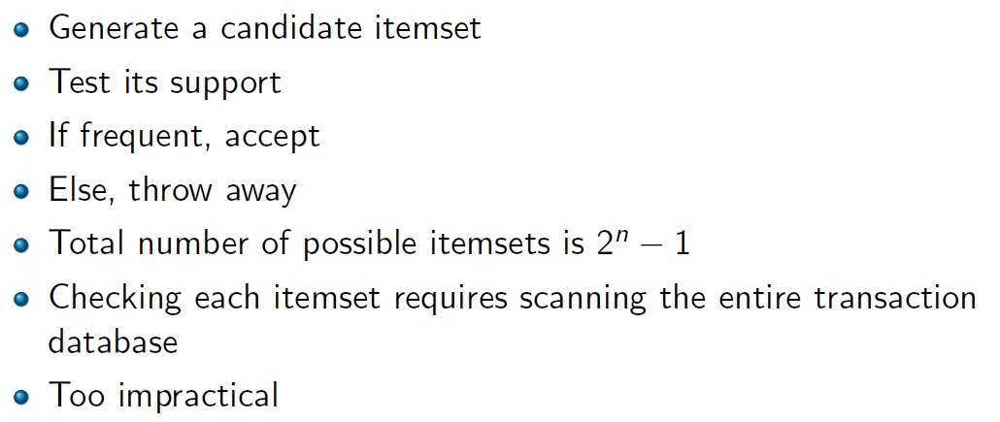 Generate a candidate itemset
Test its support
If frequent, accept
Else, throw away
Total number of possible itemsets is 2ⁿ − 1
Checking each itemset requires scanning the entire transaction
database
Too impractical